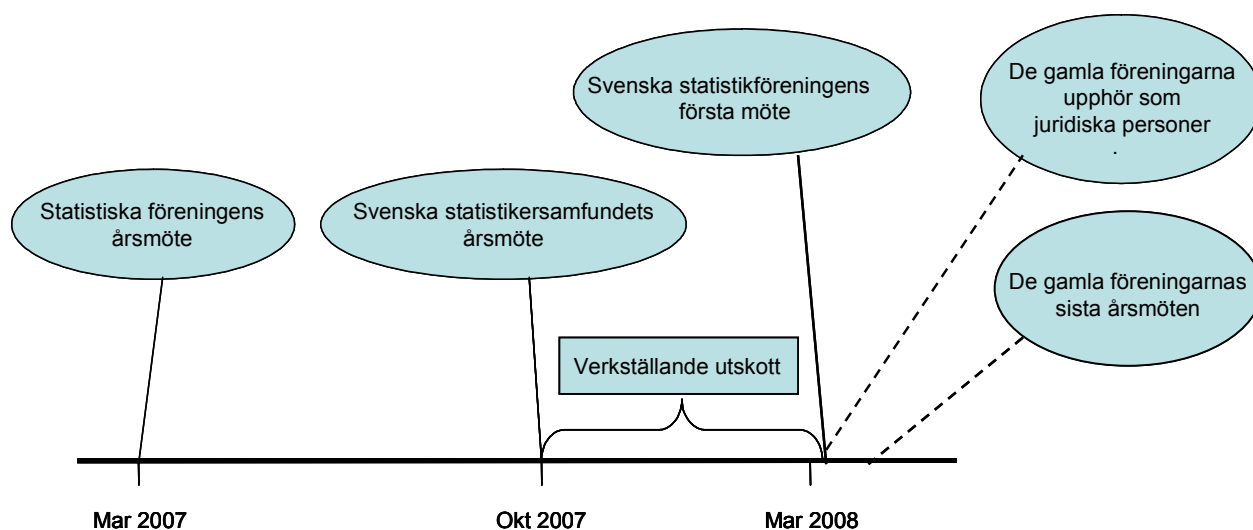 Svenska statistikföreningens
första möte
De gamla föreningarna
upphör som
juridiska personer
.
Statistiska föreningens
årsmöte
Svenska statistikersamfundets
årsmöte
De gamla föreningarnas
sista årsmöten
Verkställande utskott
Mar 2007
Okt 2007
Mar 2008